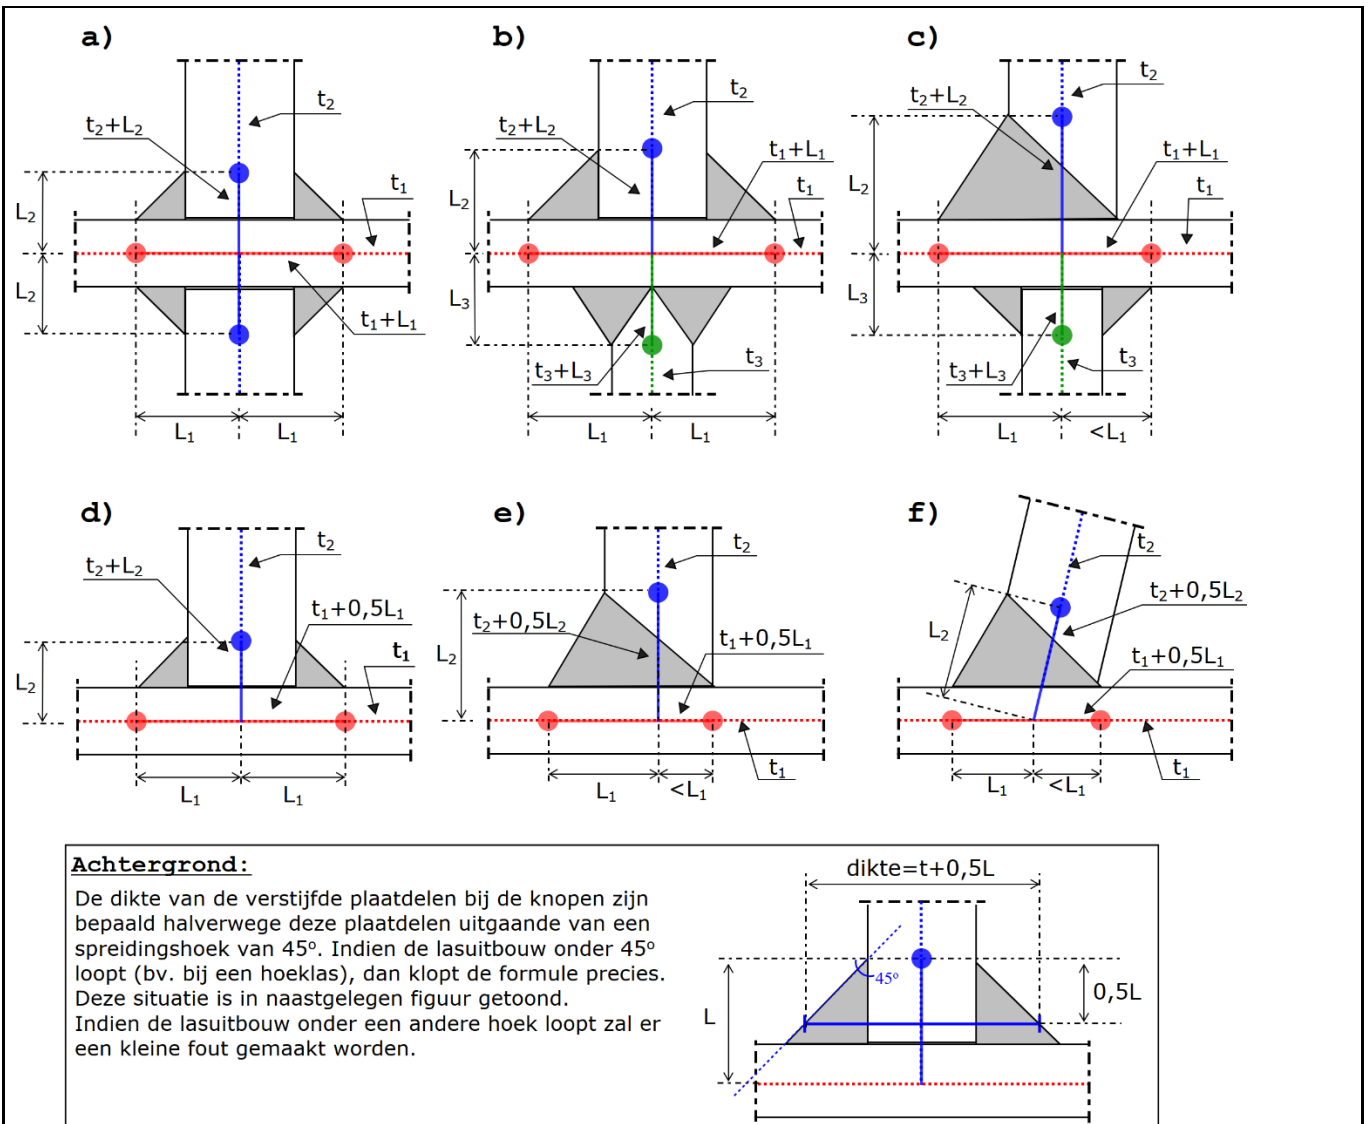 a)
t₂
t₂+L₂
t₁
L₂
L₂
t₁+L₁
L₁
L₁
b)
t₂
t₂+L₂
t₁+L₁
t₁
L₂
L₃
t₃+L₃
t₃
L₁
L₁
c)
t₂
t₂+L₂
t₁+L₁
t₁
L₂
L₃
t₃+L₃
t₃
L₁
<L₁
d)
t₂
t₂+L₂
t₁+0,5L₁
t₁
L₂
L₁
L₁
e)
t₂
t₂+0,5L₂
t₁+0,5L₁
L₂
t₁
L₁
<L₁
f)
t₂
t₂+0,5L₂
L₂
t₁+0,5L₁
t₁
L₁
<L₁
Achtergrond:
De dikte van de verstijfde plaatdelen bij de knopen zijn
bepaald halverwege deze plaatdelen uitgaande van een
spreidingshoek van 45º. Indien de lasuitbouw onder 45º
loopt (bv. bij een hoeklas), dan klopt de formule precies.
Deze situatie is in naastgelegen figuur getoond.
Indien de lasuitbouw onder een andere hoek loopt zal er
een kleine fout gemaakt worden.
dikte=t+0,5L
45º
L
0,5L